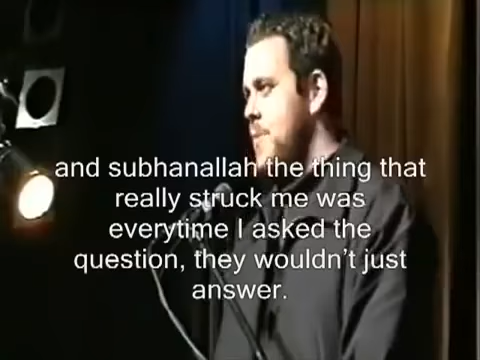 and subhanallah the thing that
really struck me was
everytime I asked the
question, they wouldn't just
answer.